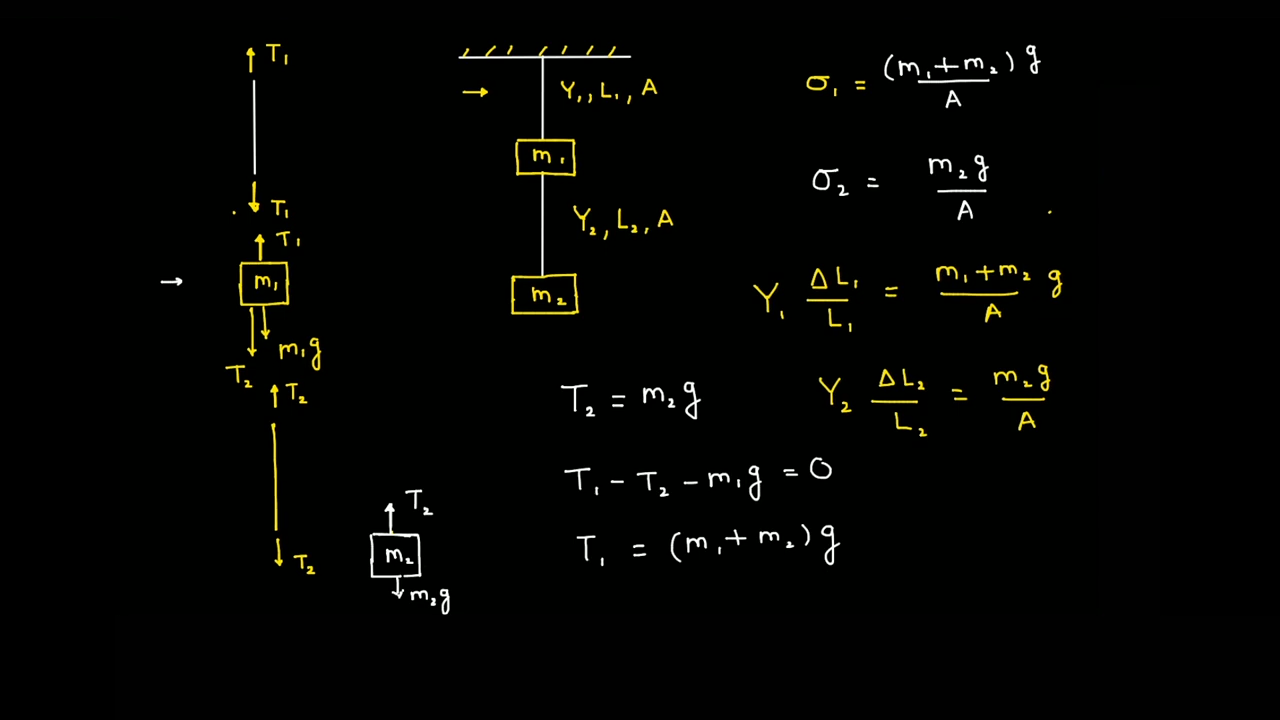 T₁
T₁
T₁
m₁
m₁g
T₂
T₂
T₂
T₂
m₂
m₂g
Y₁, L₁, A
m₁
Y₂, L₂, A
m₂
T₂ = m₂g
T₁ - T₂ - m₁g = 0
T₁ = (m₁ + m₂) g
σ₁ = (m₁ + m₂) g / A
σ₂ = m₂g / A
Y₁ ΔL₁ / L₁ = m₁ + m₂ / A g
Y₂ ΔL₂ / L₂ = m₂g / A